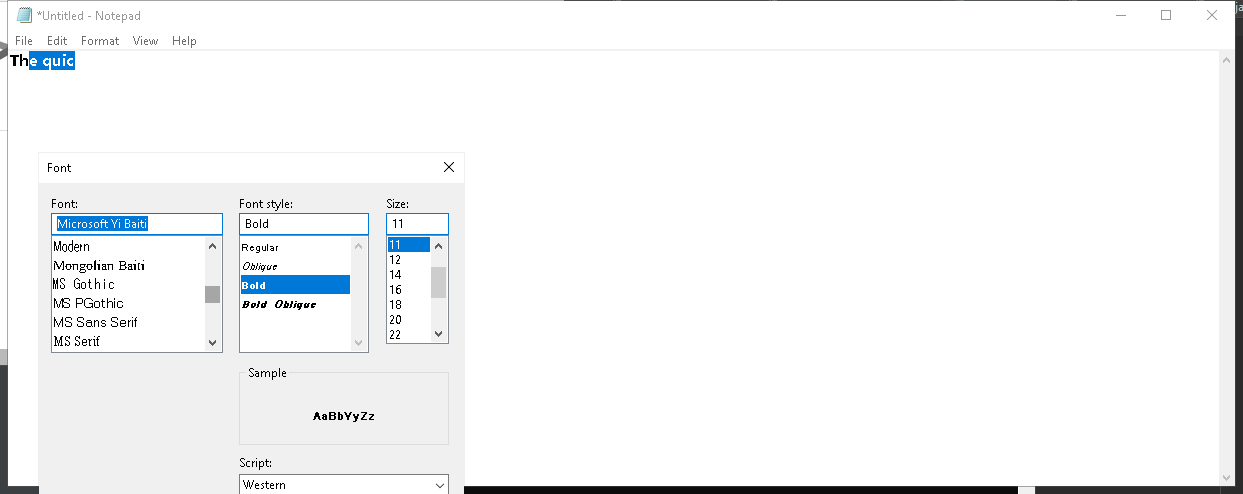 *Untitled - Notepad
File Edit Format View Help
The quic
Font
Font: Font style: Size:
Microsoft Yi Baiti Bold 11
Modern Regular 11
Mongolian Baiti Oblique 12
MS Gothic Bold 14
MS PGothic Bold Oblique 16
MS Sans Serif 18
MS Serif 20
22
Sample
AaBbYyZz
Script:
Western